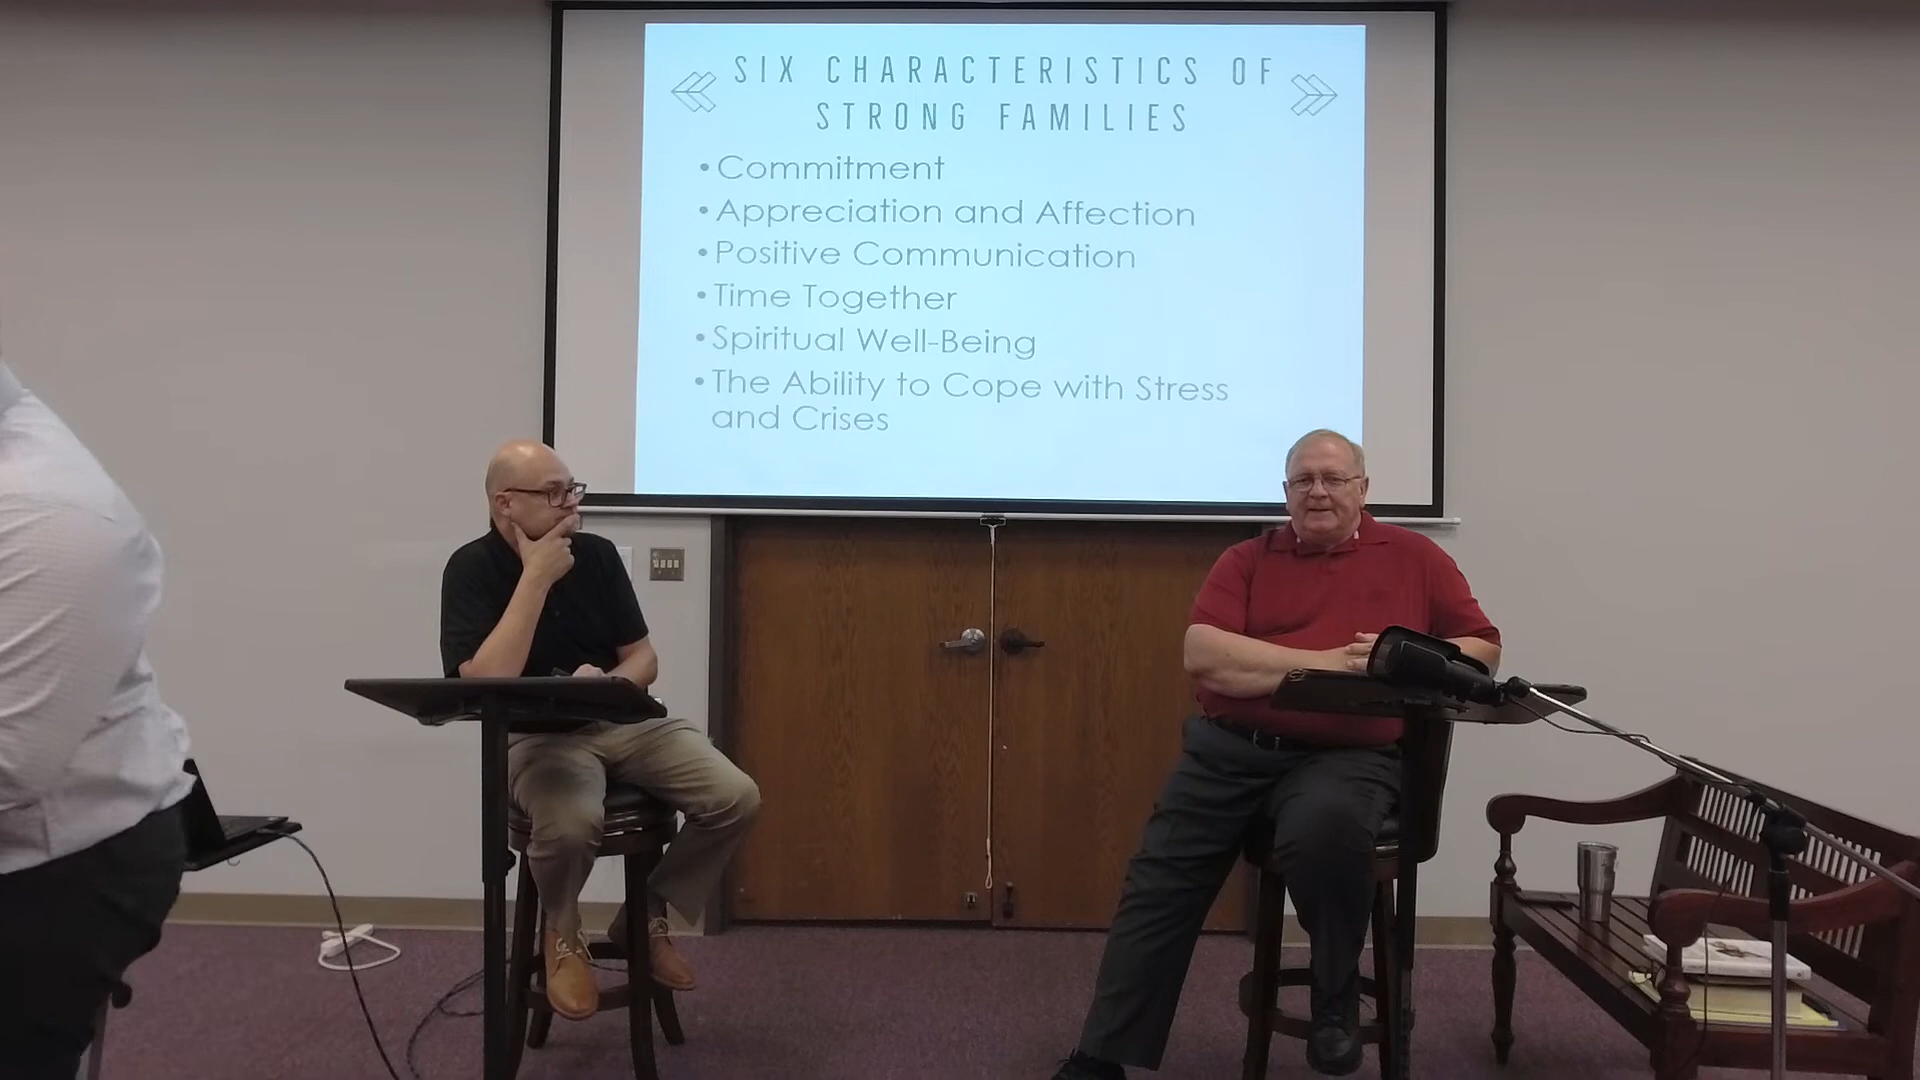 SIX CHARACTERISTICS OF
STRONG FAMILIES
• Commitment
• Appreciation and Affection
• Positive Communication
• Time Together
• Spiritual Well-Being
• The Ability to Cope with Stress
and Crises